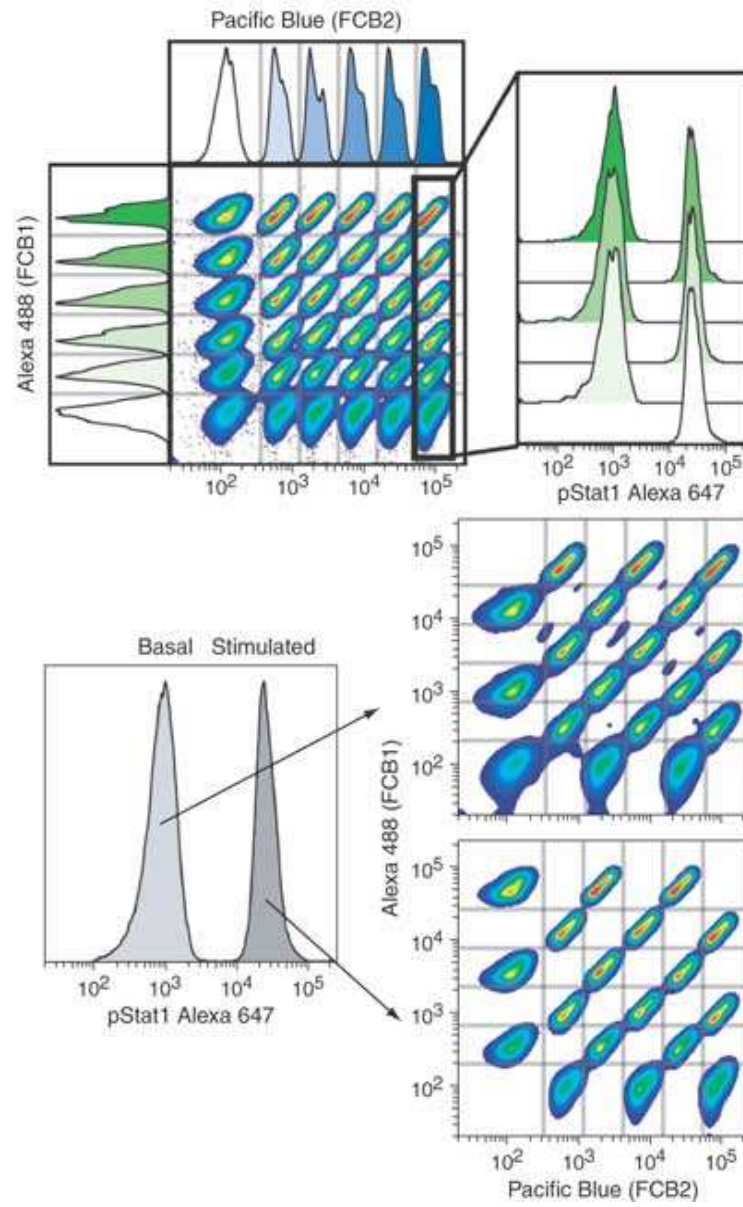 Pacific Blue (FCB2)
Alexa 488 (FCB1)
10² 10³ 10⁴ 10⁵
10² 10³ 10⁴ 10⁵
pStat1 Alexa 647
Basal Stimulated
10² 10³ 10⁴ 10⁵
pStat1 Alexa 647
Alexa 488 (FCB1)
10⁵
10⁴
10³
10²
10⁵
10⁴
10³
10²
10² 10³ 10⁴ 10⁵
Pacific Blue (FCB2)